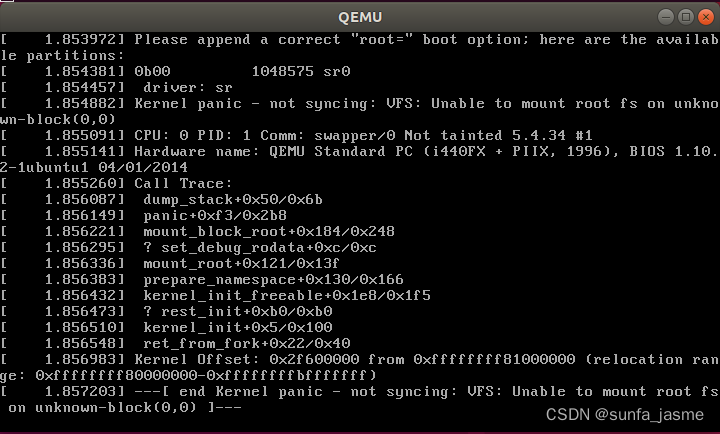 QEMU
[    1.853972] Please append a correct "root=" boot option; here are the availab
le partitions:
[    1.854381] 0b00         1048575 sr0
[    1.854457]  driver: sr
[    1.854882] Kernel panic - not syncing: VFS: Unable to mount root fs on unkno
wn-block(0,0)
[    1.855091] CPU: 0 PID: 1 Comm: swapper/0 Not tainted 5.4.34 #1
[    1.855141] Hardware name: QEMU Standard PC (i440FX + PIIX, 1996), BIOS 1.10.
2-1ubuntu1 04/01/2014
[    1.855260] Call Trace:
[    1.856087]  dump_stack+0x50/0x6b
[    1.856149]  panic+0xf3/0x2b8
[    1.856221]  mount_block_root+0x184/0x248
[    1.856295]  ? set_debug_rodata+0xc/0xc
[    1.856336]  mount_root+0x121/0x13f
[    1.856383]  prepare_namespace+0x130/0x166
[    1.856432]  kernel_init_freeable+0x1e8/0x1f5
[    1.856473]  ? rest_init+0xb0/0xb0
[    1.856510]  kernel_init+0x5/0x100
[    1.856548]  ret_from_fork+0x22/0x40
[    1.856983] Kernel Offset: 0x2f600000 from 0xffffffff81000000 (relocation ran
ge: 0xffffffff80000000-0xffffffffbfffffff)
[    1.857203] ---[ end Kernel panic - not syncing: VFS: Unable to mount root fs
 on unknown-block(0,0) ]---
CSDN @sunfa_jasme